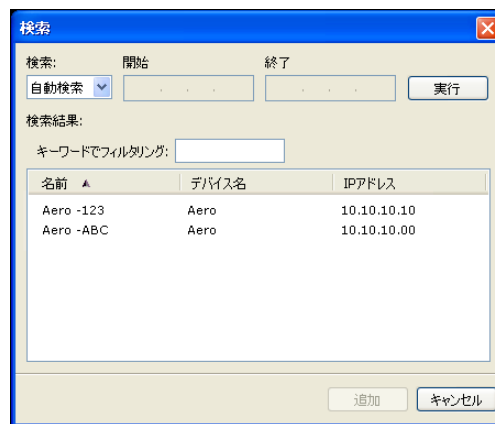 検索
検索: 開始 終了
自動検索 . . . . . . 実行
検索結果:
キーワードでフィルタリング:
名前 デバイス名 IPアドレス
Aero -123 Aero 10.10.10.10
Aero -ABC Aero 10.10.10.00
追加 キャンセル